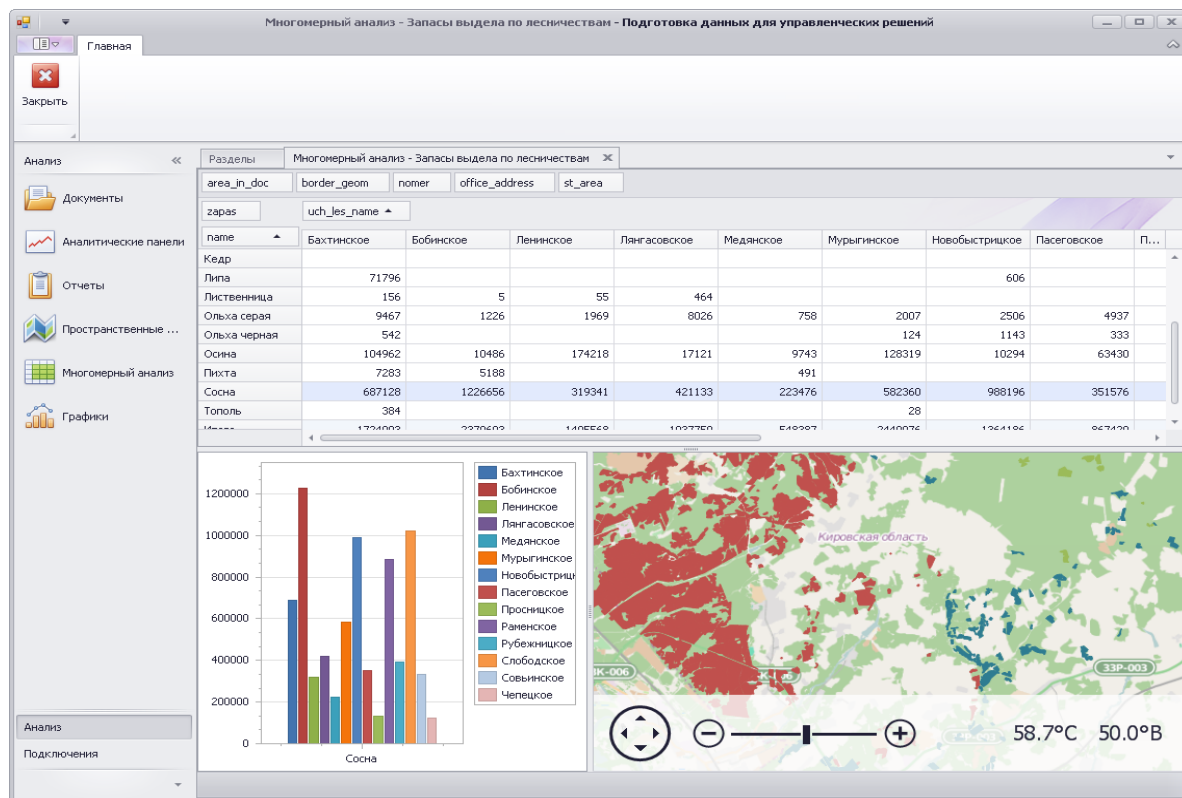 Многомерный анализ - Запасы выдела по лесничествам - Подготовка данных для управленческих решений
Главная
Закрыть
Анализ
Документы
Аналитические панели
Отчеты
Пространственные ...
Многомерный анализ
Графики
Анализ
Подключения
Разделы Многомерный анализ - Запасы выдела по лесничествам
area_in_doc border_geom nomer office_address st_area
zapas uch_les_name
name Бахтинское Бобинское Ленинское Лянгасовское Медянское Мурыгинское Новобыстрицкое Пасеговское П...
Кедр
Липа 71796 606
Лиственница 156 5 55 464
Ольха серая 9467 1226 1969 8026 758 2007 2506 4937
Ольха черная 542 124 1143 333
Осина 104962 10486 174218 17121 9743 128319 10294 63430
Пихта 7283 5188 491
Сосна 687128 1226656 319341 421133 223476 582360 988196 351576
Тополь 384 28
1200000
1000000
800000
600000
400000
200000
0
Сосна
Бахтинское
Бобинское
Ленинское
Лянгасовское
Медянское
Мурыгинское
Новобыстриц
Пасеговское
Просницкое
Раменское
Рубежницкое
Слободское
Совьинское
Чепецкое
Кировская область
33Р-003
58.7°С 50.0°В